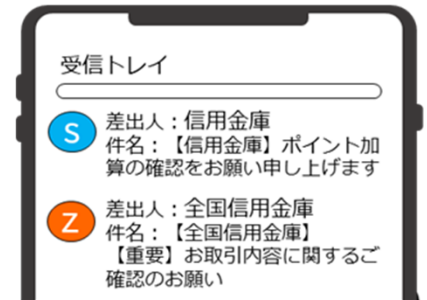 受信トレイ
S
差出人：信用金庫
件名：【信用金庫】ポイント加
算の確認をお願い申し上げます
Z
差出人：全国信用金庫
件名：【全国信用金庫】
【重要】お取引内容に関するご
確認のお願い